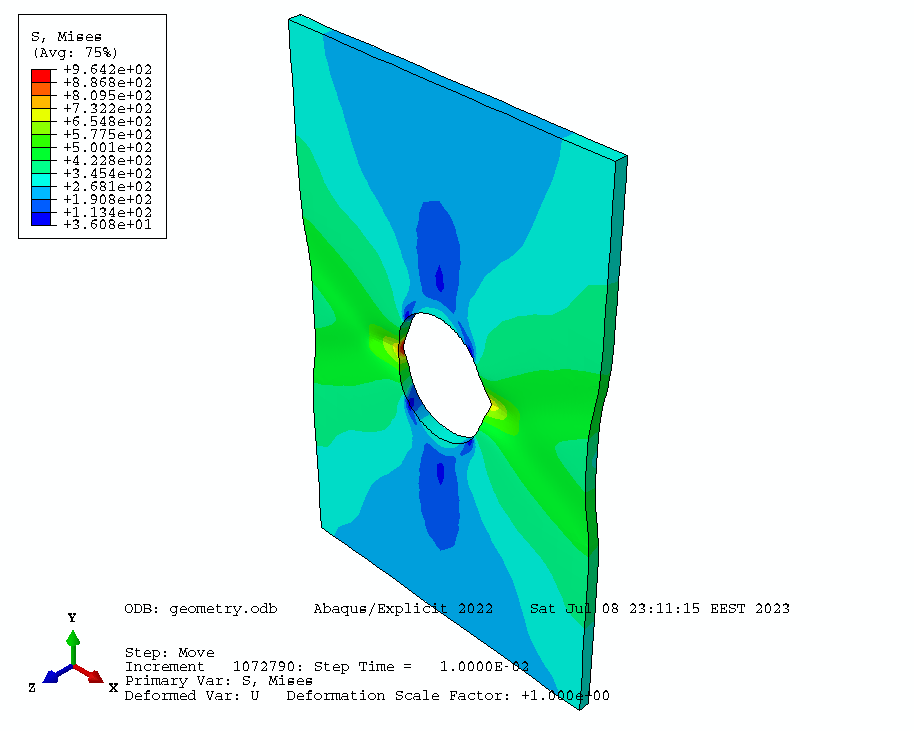 S, Mises
(Avg: 75%)
+9.642e+02
+8.868e+02
+8.095e+02
+7.322e+02
+6.548e+02
+5.775e+02
+5.001e+02
+4.228e+02
+3.454e+02
+2.681e+02
+1.908e+02
+1.134e+02
+3.608e+01
ODB: geometry.odb    Abaqus/Explicit 2022    Sat Jul 08 23:11:15 EEST 2023
Y
Z
X
Step: Move
Increment   1072790: Step Time =   1.0000E-02
Primary Var: S, Mises
Deformed Var: U   Deformation Scale Factor: +1.000e+00